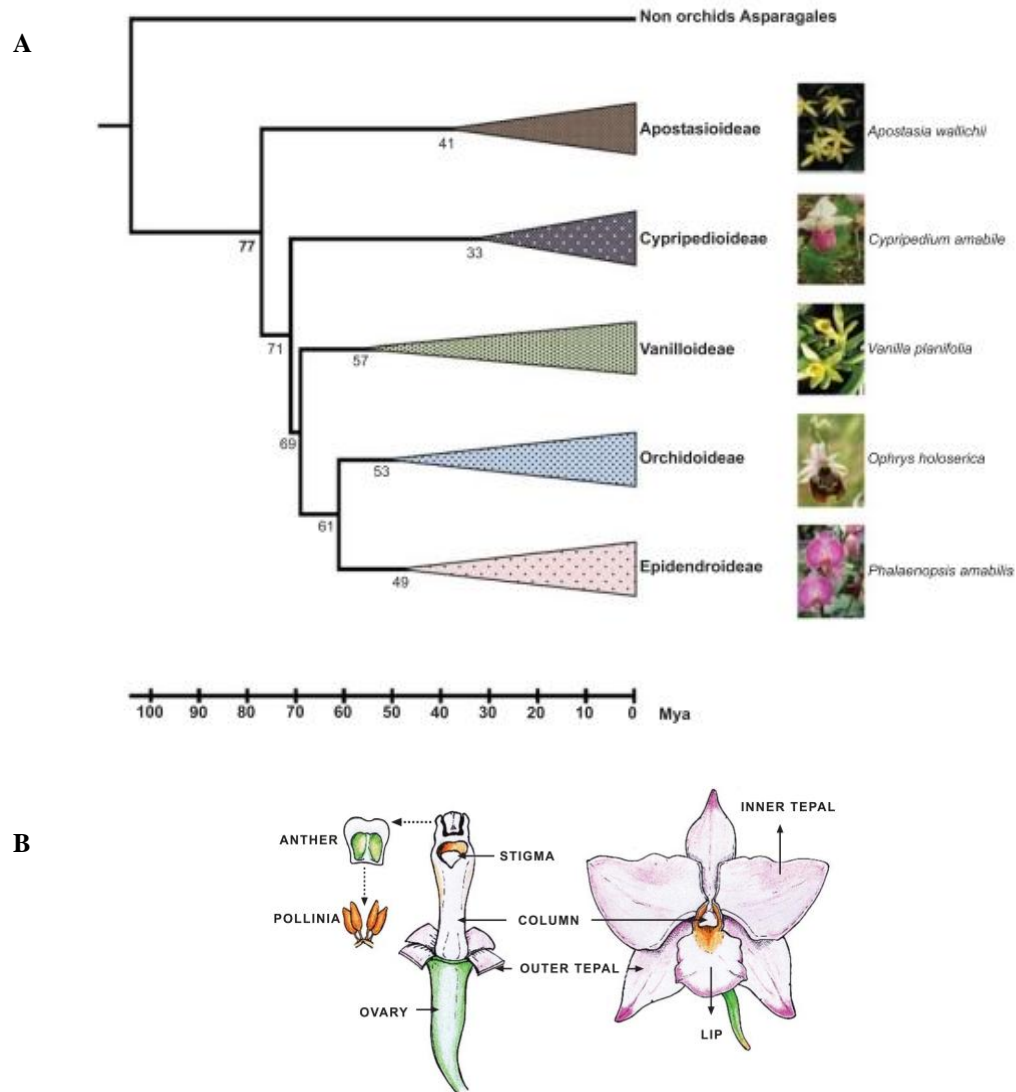 A
Non orchids Asparagales
Apostasioideae
Apostasia wallichii
41
77
Cypripedioideae
Cypripedium amabile
33
71
Vanilloideae
Vanilla planifolia
57
69
Orchidoideae
Ophrys holoserica
53
61
Epidendroideae
Phalaenopsis amabilis
49
100 90 80 70 60 50 40 30 20 10 0 Mya
B
ANTHER
POLLINIA
STIGMA
COLUMN
OUTER TEPAL
OVARY
INNER TEPAL
LIP